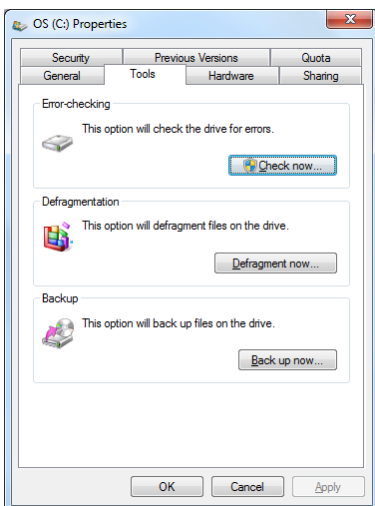 OS (C:) Properties
Security Previous Versions Quota
General Tools Hardware Sharing
Error-checking
This option will check the drive for errors.
Check now...
Defragmentation
This option will defragment files on the drive.
Defragment now...
Backup
This option will back up files on the drive.
Back up now...
OK Cancel Apply